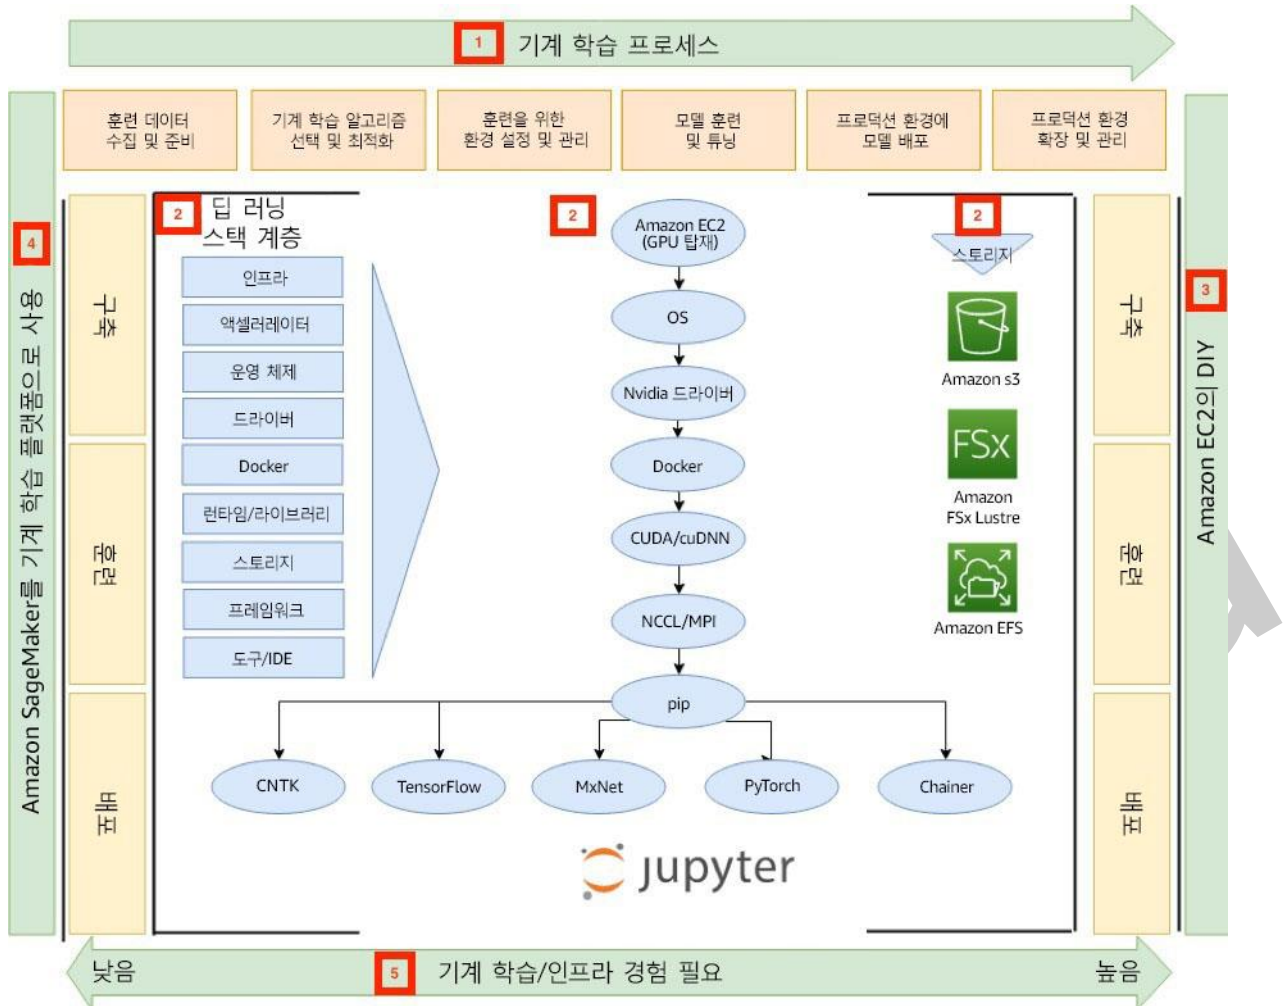 1 기계 학습 프로세스
훈련 데이터
수집 및 준비
기계 학습 알고리즘
선택 및 최적화
훈련을 위한
환경 설정 및 관리
모델 훈련
및 튜닝
프로덕션 환경에
모델 배포
프로덕션 환경
확장 및 관리
4
Amazon SageMaker를 기계 학습 플랫폼으로 사용
구축
훈련
배포
2
딥 러닝
스택 계층
인프라
액셀러레이터
운영 체제
드라이버
Docker
런타임/라이브러리
스토리지
프레임워크
도구/IDE
2
Amazon EC2
(GPU 탑재)
OS
Nvidia 드라이버
Docker
CUDA/cuDNN
NCCL/MPI
pip
CNTK
TensorFlow
MxNet
PyTorch
Chainer
jupyter
2
스토리지
Amazon s3
FSx
Amazon
FSx Lustre
Amazon EFS
구축
훈련
배포
3
Amazon EC2의 DIY
낮음
5 기계 학습/인프라 경험 필요
높음